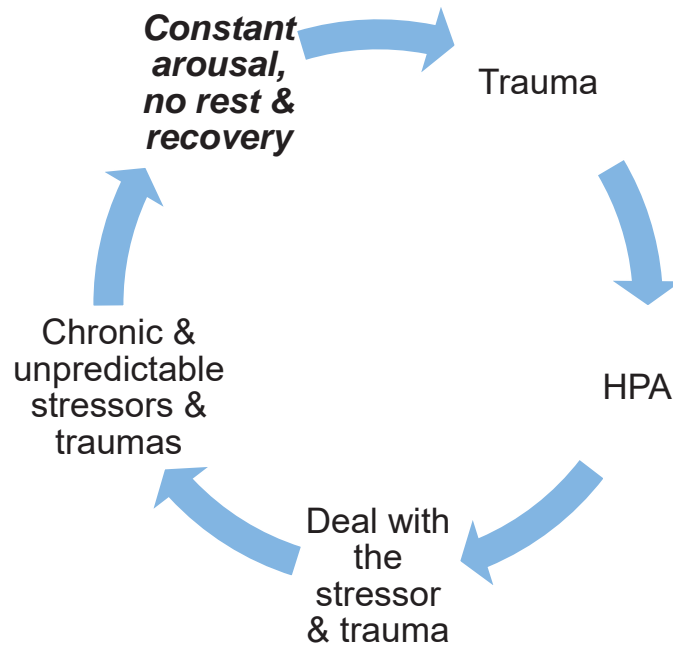 Constant
arousal,
no rest &
recovery
Trauma
HPA
Deal with
the
stressor
& trauma
Chronic &
unpredictable
stressors &
traumas